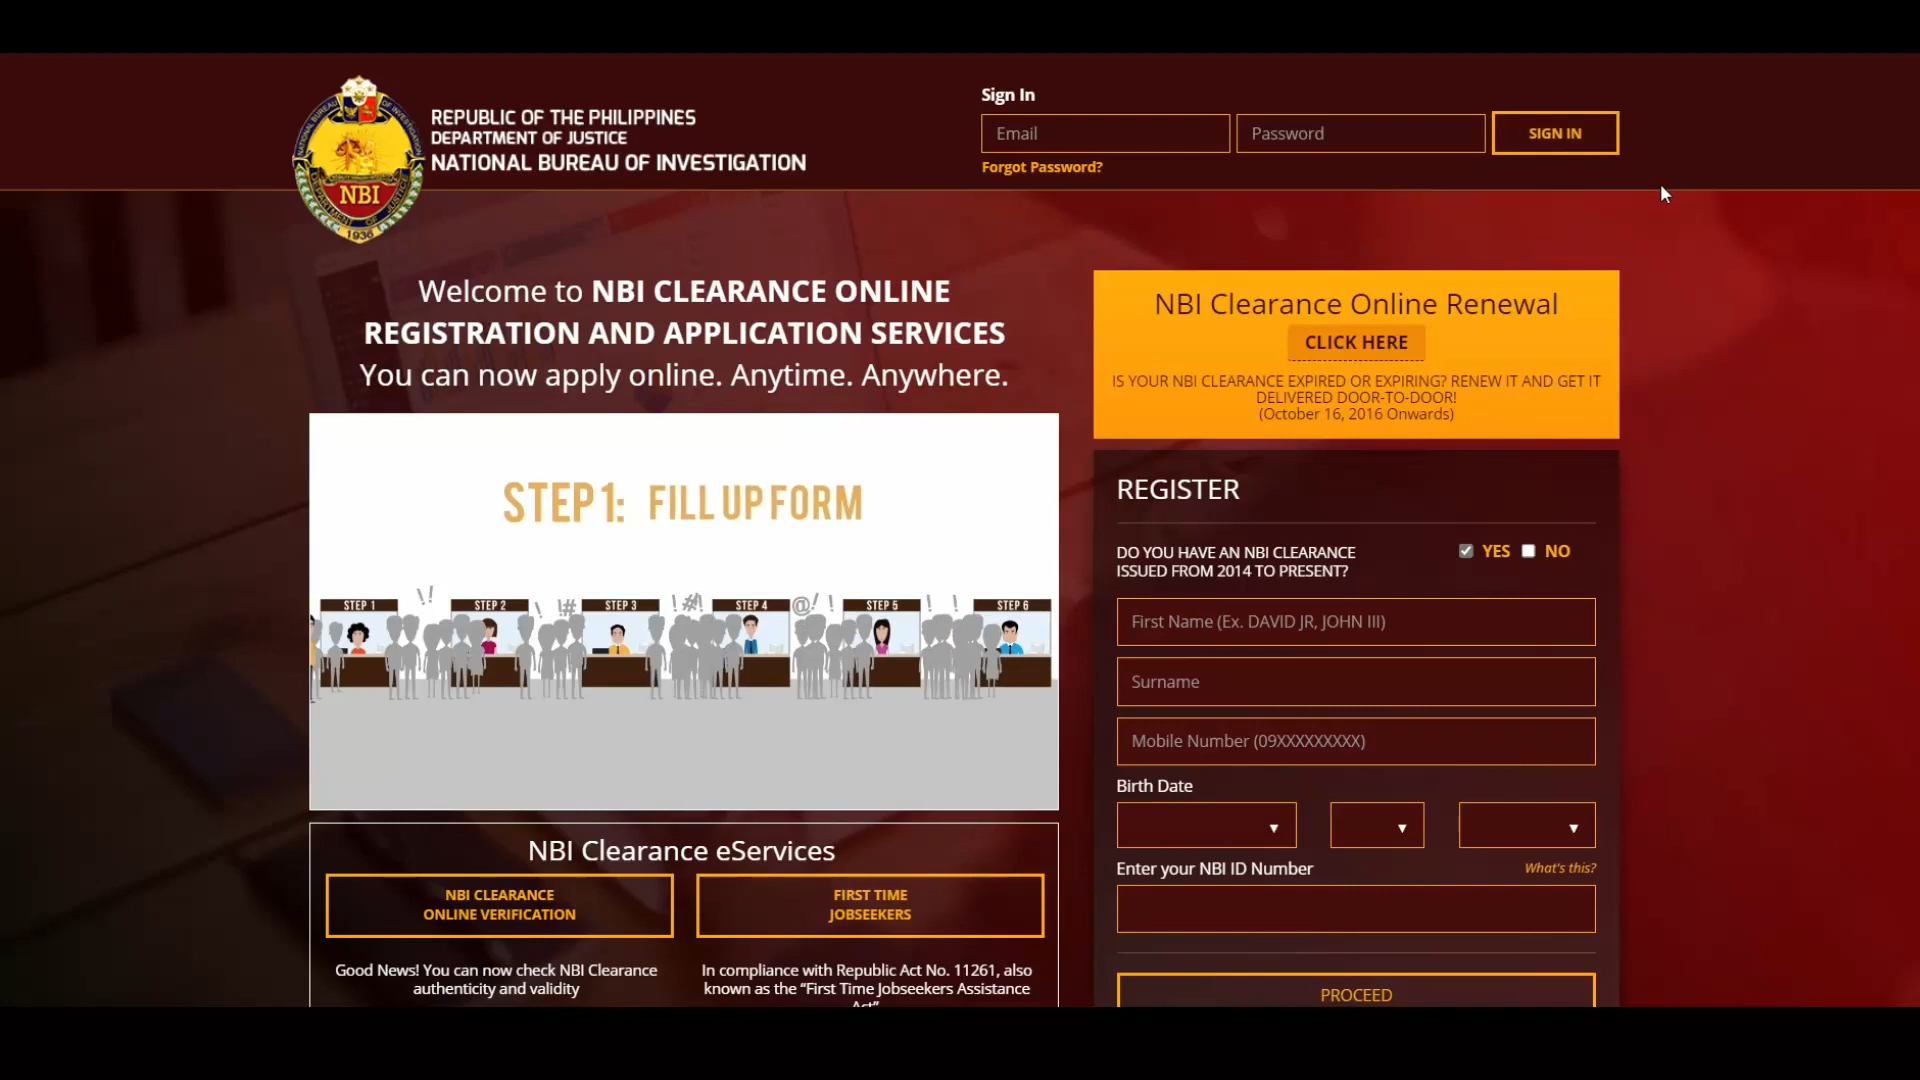 REPUBLIC OF THE PHILIPPINES
DEPARTMENT OF JUSTICE
NATIONAL BUREAU OF INVESTIGATION
NBI
1936
Sign In
Email
Password
SIGN IN
Forgot Password?
Welcome to NBI CLEARANCE ONLINE
REGISTRATION AND APPLICATION SERVICES
You can now apply online. Anytime. Anywhere.
STEP 1: FILL UP FORM
STEP 1
STEP 2
STEP 3
STEP 4
STEP 5
STEP 6
NBI Clearance eServices
NBI CLEARANCE
ONLINE VERIFICATION
Good News! You can now check NBI Clearance
authenticity and validity
FIRST TIME
JOBSEEKERS
In compliance with Republic Act No. 11261, also
known as the “First Time Jobseekers Assistance
Act”
NBI Clearance Online Renewal
CLICK HERE
IS YOUR NBI CLEARANCE EXPIRED OR EXPIRING? RENEW IT AND GET IT
DELIVERED DOOR-TO-DOOR!
(October 16, 2016 Onwards)
REGISTER
DO YOU HAVE AN NBI CLEARANCE
ISSUED FROM 2014 TO PRESENT?
YES
NO
First Name (Ex. DAVID JR, JOHN III)
Surname
Mobile Number (09XXXXXXXXX)
Birth Date
Enter your NBI ID Number
What's this?
PROCEED